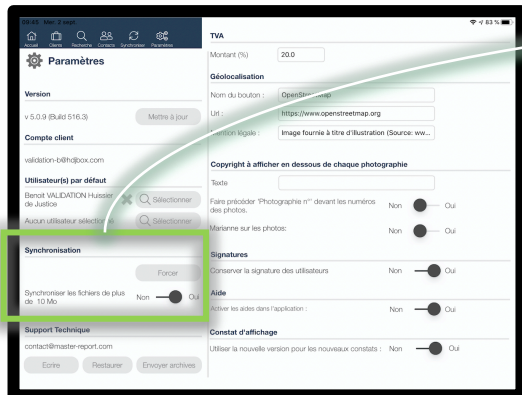 08:45 Mer. 2 sept.
83 %
Accueil Clients Recherche Contacts Synchroniser Paramètres
Paramètres
Version
v 5.0.9 (Build 516.3) Mettre à jour
Compte client
validation-b@hdjbox.com
Utilisateur(s) par défaut
Benoit VALIDATION Huissier de Justice Sélectionner
Aucun utilisateur sélectionné Sélectionner
Synchronisation
Forcer
Synchroniser les fichiers de plus
de 10 Mo
Non Oui
Support Technique
contact@master-report.com
Ecrire Restaurer Envoyer archives
TVA
Montant (%) 20.0
Géolocalisation
Nom du bouton : OpenStreetMap
Url : https://www.openstreetmap.org
Mention légale : Image fournie à titre d'illustration (Source: ww...
Copyright à afficher en dessous de chaque photographie
Texte
Faire précéder 'Photographie n°' devant les numéros
des photos.
Non Oui
Marianne sur les photos: Non Oui
Signatures
Conserver la signature des utilisateurs Non Oui
Aide
Activer les aides dans l'application : Non Oui
Constat d'affichage
Utiliser la nouvelle version pour les nouveaux constats : Non Oui